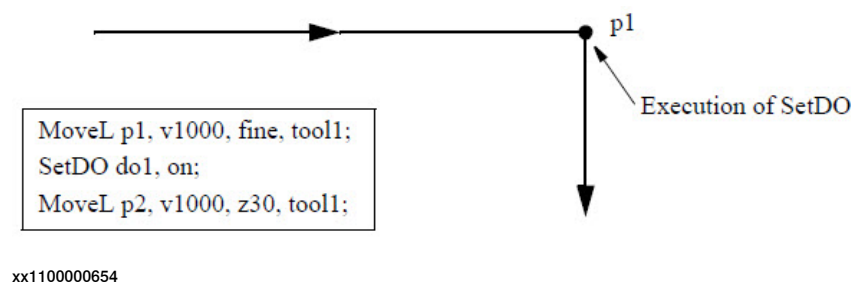 p1
Execution of SetDO
MoveL p1, v1000, fine, tool1;
SetDO do1, on;
MoveL p2, v1000, z30, tool1;
xx1100000654